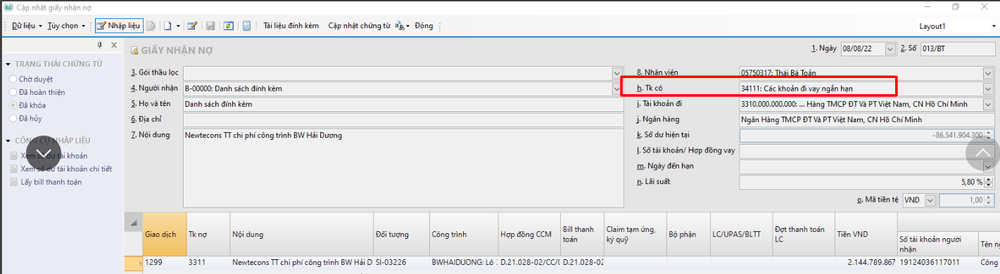 Cập nhật giấy nhận nợ
Dữ liệu Tùy chọn Nhập liệu Tài liệu đính kèm Cập nhật chứng từ Đóng Layout1
TRẠNG THÁI CHỨNG TỪ
Chờ duyệt
Đã hoàn thiện
Đã khóa
Đã hủy
CÔNG CỤ NHẬP LIỆU
Xem số dư tài khoản
Xem số dư tài khoản chi tiết
Lấy bill thanh toán
GIẤY NHẬN NỢ
1. Ngày 08/08/22 2. Số 013/BT
3. Gói thầu lọc
4. Người nhận B-00000: Danh sách đính kèm
5. Họ và tên Danh sách đính kèm
6. Địa chỉ
7. Nội dung Newtecons TT chi phí công trình BW Hải Dương
8. Nhân viên 05750317: Thái Bá Toản
h. Tk có 34111: Các khoản đi vay ngắn hạn
i. Tài khoản đi 3310.000.000.000: ... Hàng TMCP ĐT Và PT Việt Nam, CN Hồ Chí Minh
j. Ngân hàng Ngân Hàng TMCP ĐT Và PT Việt Nam, CN Hồ Chí Minh
k. Số dư hiện tại -86.541.904.300
l. Số tài khoản/ Hợp đồng vay
m. Ngày đến hạn
n. Lãi suất 5,80 %
o. Mã tiền tệ VND 1,00
Giao dịch Tk nợ Nội dung Đối tượng Công trình Hợp đồng CCM Bill thanh toán Claim tạm ứng, ký quỹ Bộ phận LC/UPAS/BLTT Đợt thanh toán LC Tiền VND Số tài khoản người nhận
1 1299 3311 Newtecons TT chi phí công trình BW Hải D SI-03226 BWHAIDUONG: Lô D.21.028-02/CC/ D.21.028-02 2.144.789.867 19124036117011 Công